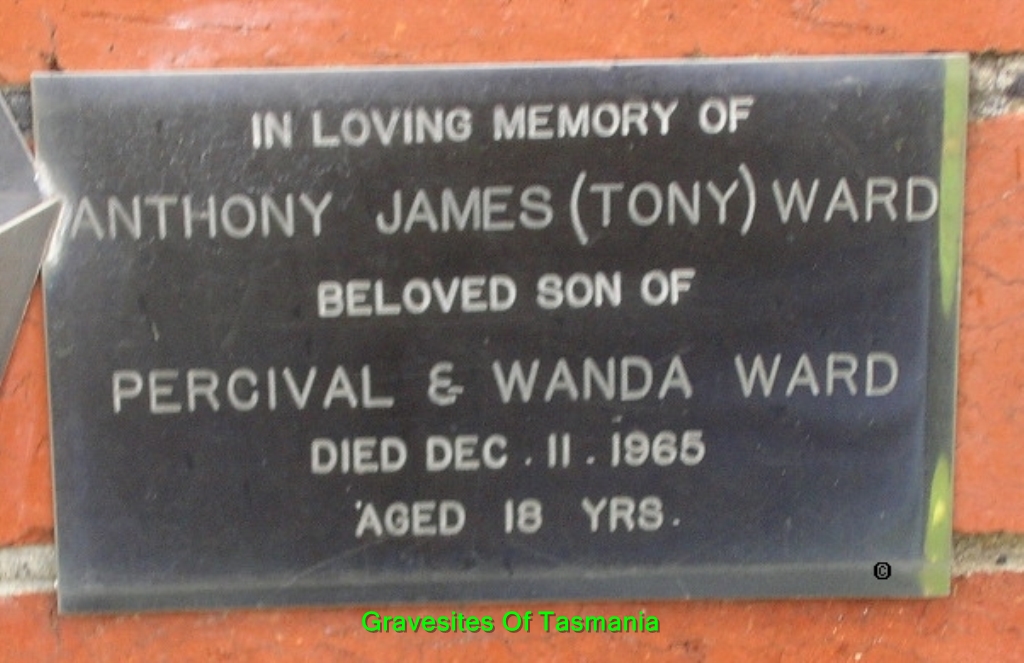 IN LOVING MEMORY OF
ANTHONY JAMES (TONY) WARD
BELOVED SON OF
PERCIVAL & WANDA WARD
DIED DEC . 11 . 1965
AGED 18 YRS.
©
Gravesites Of Tasmania